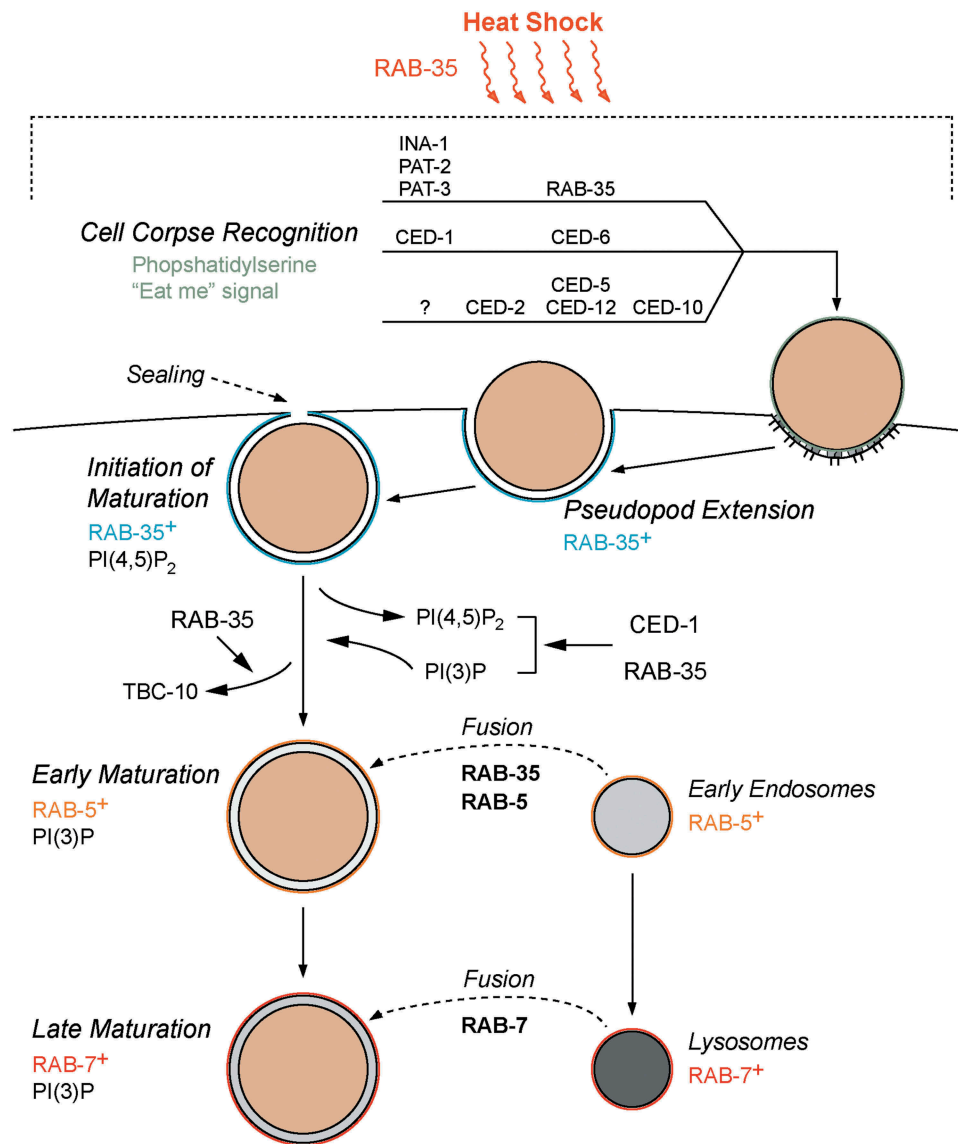 Heat Shock
RAB-35
INA-1
PAT-2
PAT-3 RAB-35
Cell Corpse Recognition
Phopshatidylserine
“Eat me” signal
CED-1 CED-6
CED-5
? CED-2 CED-12 CED-10
Sealing
Initiation of
Maturation
RAB-35⁺
PI(4,5)P₂
Pseudopod Extension
RAB-35⁺
RAB-35
TBC-10
PI(4,5)P₂
PI(3)P
CED-1
RAB-35
Early Maturation
RAB-5⁺
PI(3)P
Fusion
RAB-35
RAB-5
Early Endosomes
RAB-5⁺
Late Maturation
RAB-7⁺
PI(3)P
Fusion
RAB-7
Lysosomes
RAB-7⁺